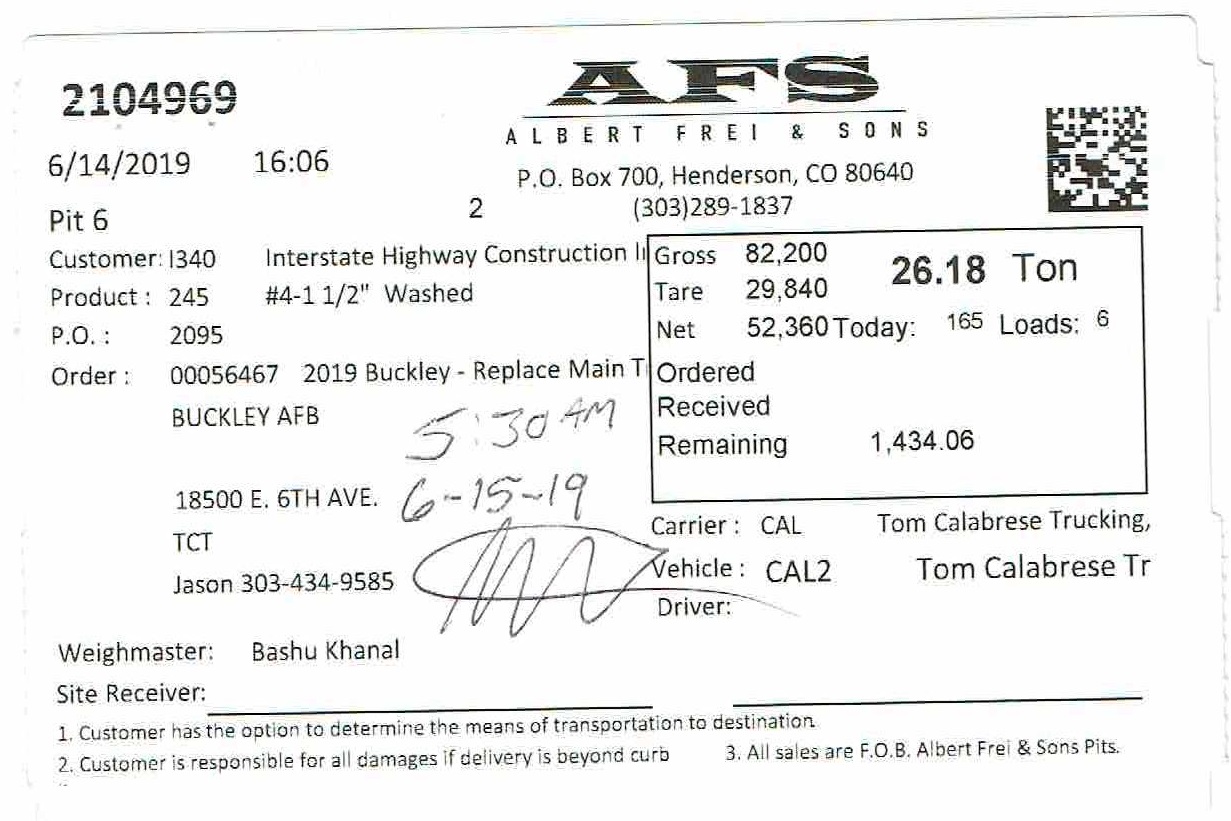 2104969
AFS
ALBERT FREI & SONS
6/14/2019 16:06
P.O. Box 700, Henderson, CO 80640
Pit 6 2 (303)289-1837
Customer: I340 Interstate Highway Construction I
Gross 82,200 26.18 Ton
Product : 245 #4-1 1/2" Washed
Tare 29,840
P.O. : 2095
Net 52,360 Today: 165 Loads: 6
Order : 00056467 2019 Buckley - Replace Main T
Ordered
BUCKLEY AFB
Received
5:30 AM
Remaining 1,434.06
18500 E. 6TH AVE. 6-15-19
Carrier : CAL Tom Calabrese Trucking,
TCT
Vehicle : CAL2 Tom Calabrese Tr
Jason 303-434-9585
Driver:
Weighmaster: Bashu Khanal
Site Receiver:
1. Customer has the option to determine the means of transportation to destination
2. Customer is responsible for all damages if delivery is beyond curb 3. All sales are F.O.B. Albert Frei & Sons Pits.